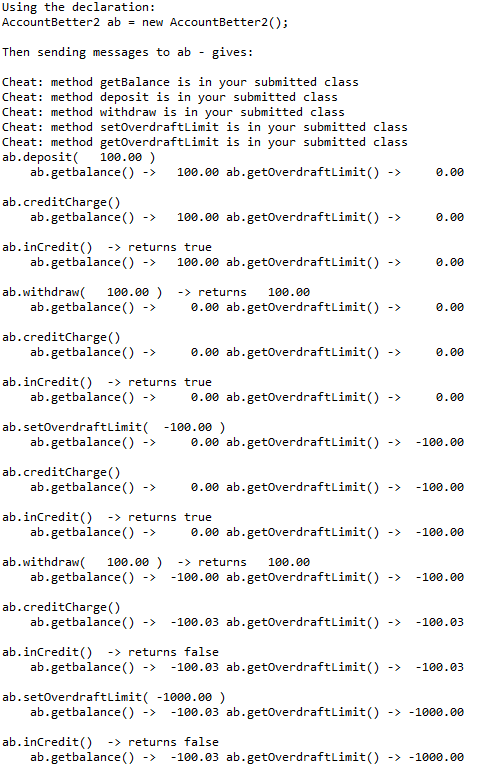 Using the declaration:
AccountBetter2 ab = new AccountBetter2();

Then sending messages to ab - gives:

Cheat: method getBalance is in your submitted class
Cheat: method deposit is in your submitted class
Cheat: method withdraw is in your submitted class
Cheat: method setOverdraftLimit is in your submitted class
Cheat: method getOverdraftLimit is in your submitted class
ab.deposit(   100.00 )
    ab.getbalance() ->   100.00 ab.getOverdraftLimit() ->     0.00

ab.creditCharge()
    ab.getbalance() ->   100.00 ab.getOverdraftLimit() ->     0.00

ab.inCredit()  -> returns true
    ab.getbalance() ->   100.00 ab.getOverdraftLimit() ->     0.00

ab.withdraw(   100.00 )  -> returns   100.00
    ab.getbalance() ->     0.00 ab.getOverdraftLimit() ->     0.00

ab.creditCharge()
    ab.getbalance() ->     0.00 ab.getOverdraftLimit() ->     0.00

ab.inCredit()  -> returns true
    ab.getbalance() ->     0.00 ab.getOverdraftLimit() ->     0.00

ab.setOverdraftLimit(  -100.00 )
    ab.getbalance() ->     0.00 ab.getOverdraftLimit() ->  -100.00

ab.creditCharge()
    ab.getbalance() ->     0.00 ab.getOverdraftLimit() ->  -100.00

ab.inCredit()  -> returns true
    ab.getbalance() ->     0.00 ab.getOverdraftLimit() ->  -100.00

ab.withdraw(   100.00 )  -> returns   100.00
    ab.getbalance() ->  -100.00 ab.getOverdraftLimit() ->  -100.00

ab.creditCharge()
    ab.getbalance() ->  -100.03 ab.getOverdraftLimit() ->  -100.03

ab.inCredit()  -> returns false
    ab.getbalance() ->  -100.03 ab.getOverdraftLimit() ->  -100.03

ab.setOverdraftLimit( -1000.00 )
    ab.getbalance() ->  -100.03 ab.getOverdraftLimit() -> -1000.00

ab.inCredit()  -> returns false
    ab.getbalance() ->  -100.03 ab.getOverdraftLimit() -> -1000.00